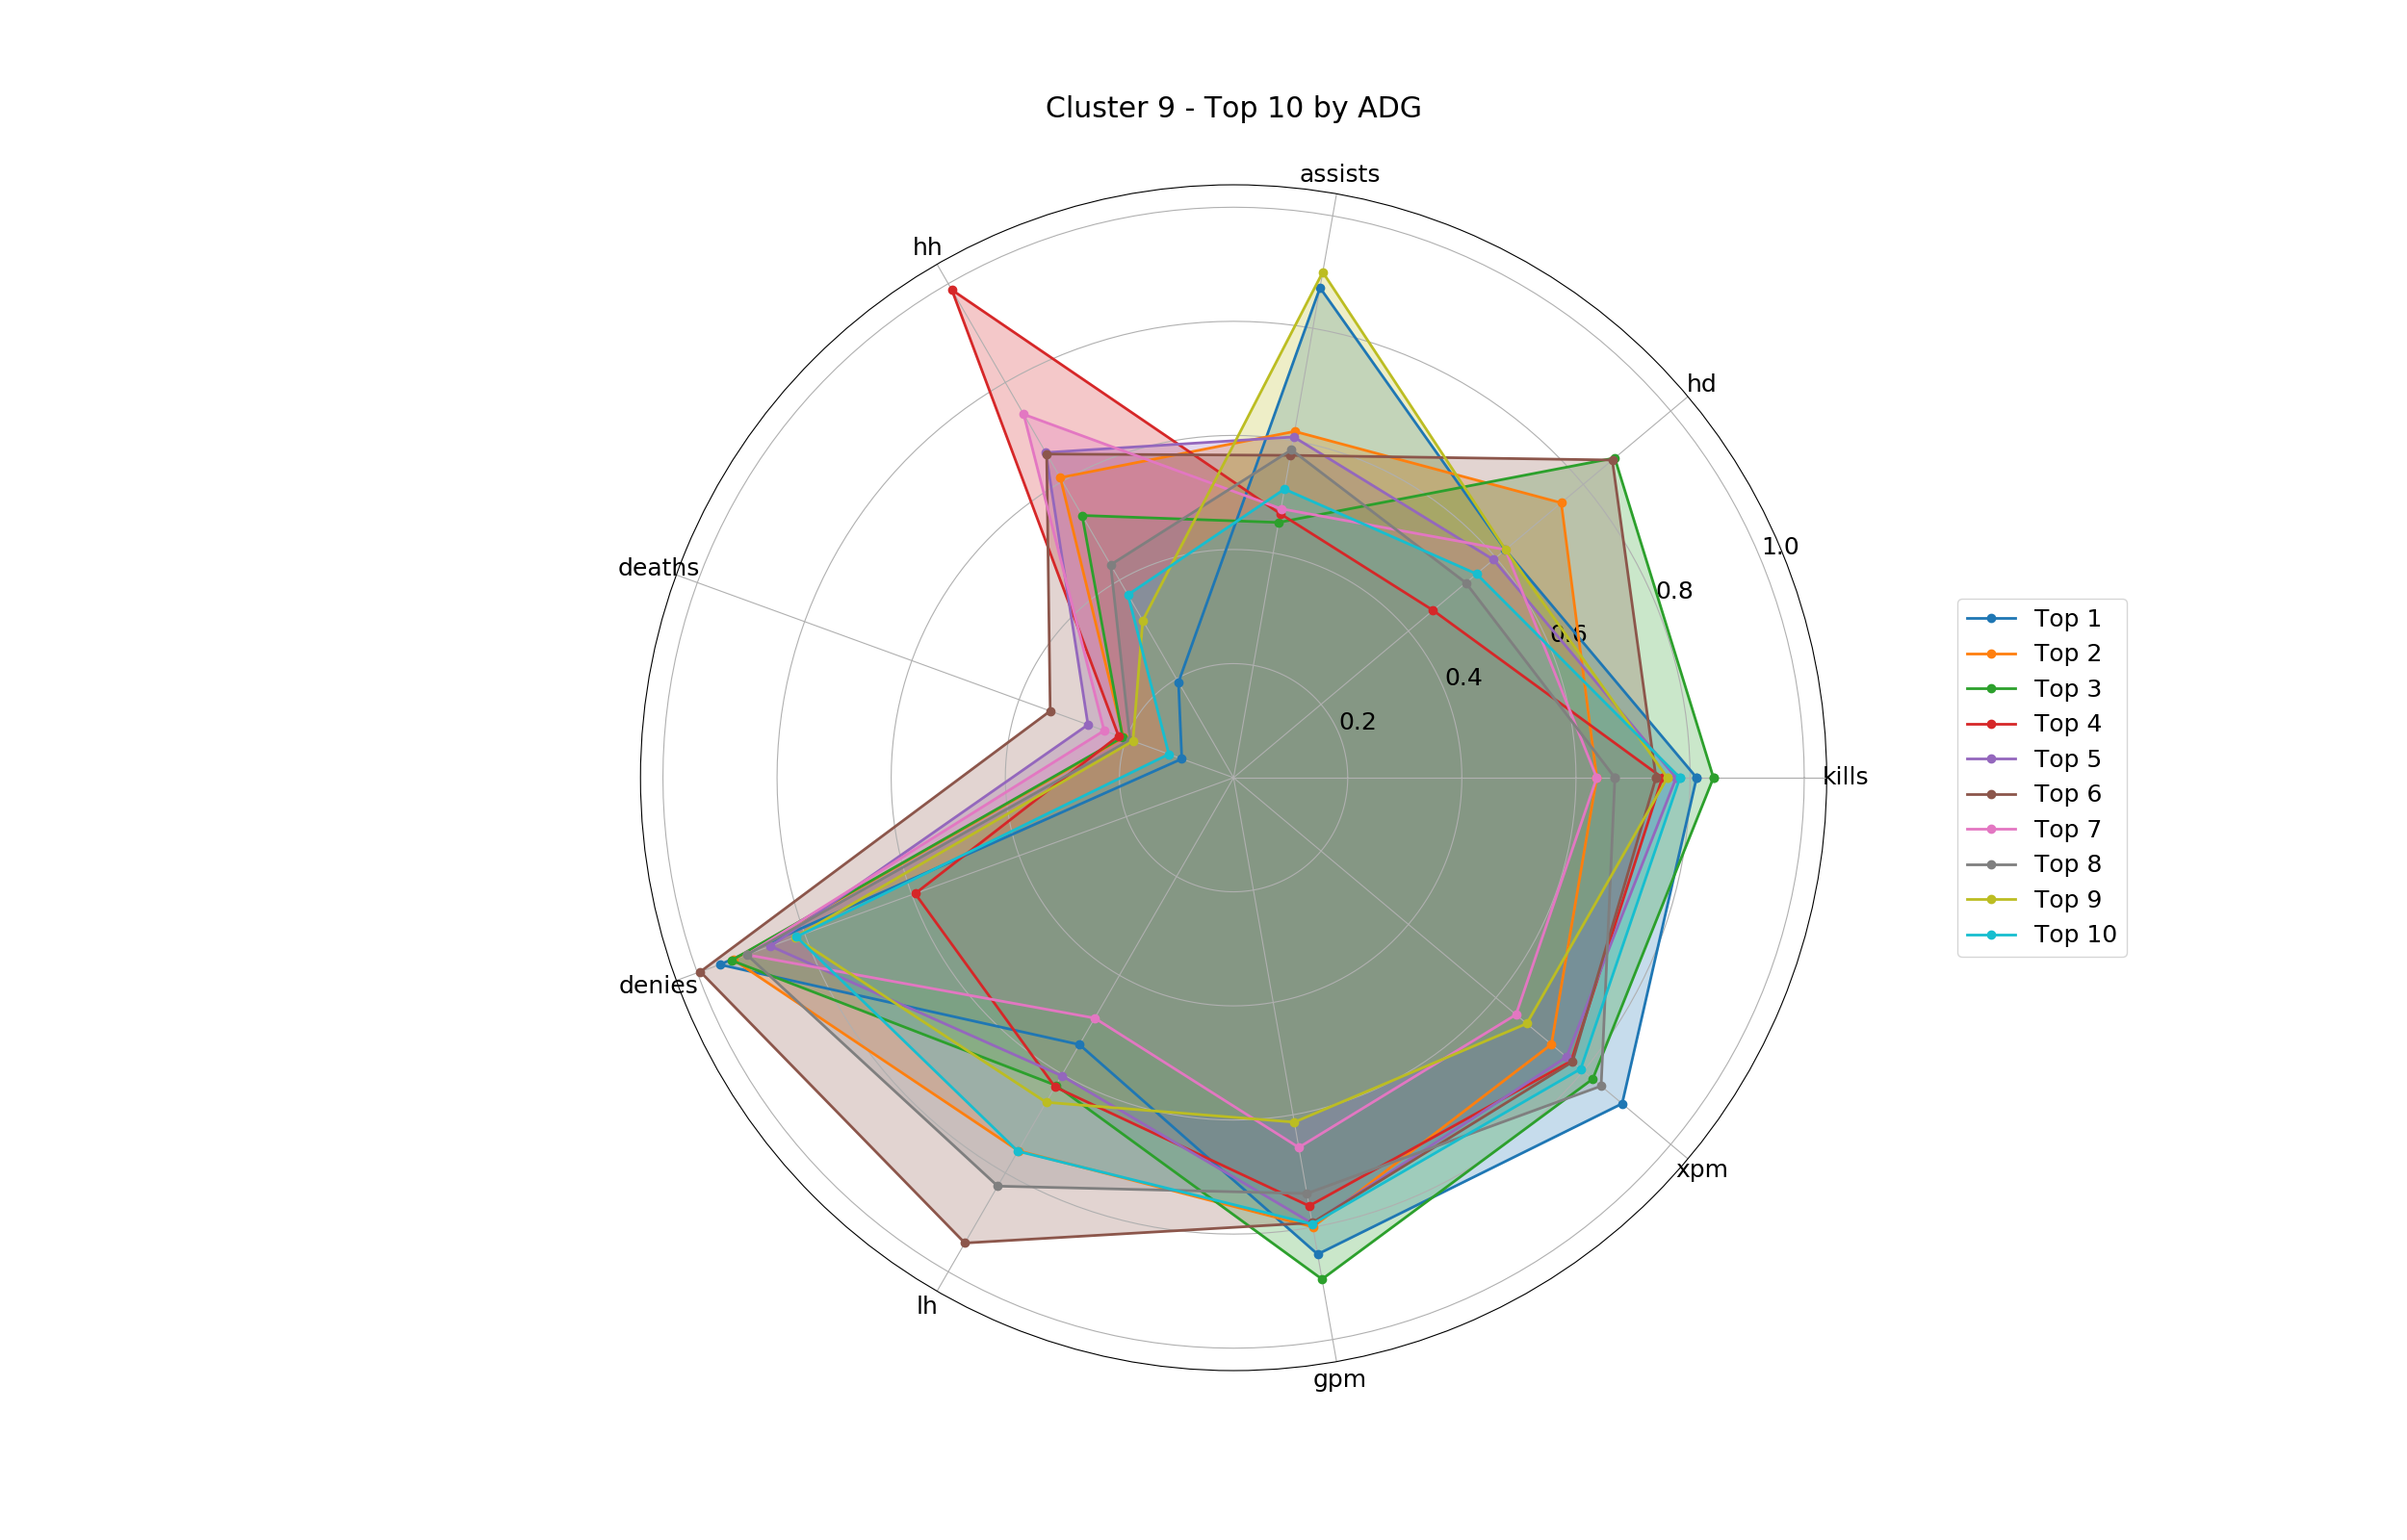 Cluster 9 - Top 10 by ADG
assists
hh
hd
deaths
1.0
0.8
0.6
0.4
0.2
kills
denies
xpm
lh
gpm
Top 1
Top 2
Top 3
Top 4
Top 5
Top 6
Top 7
Top 8
Top 9
Top 10